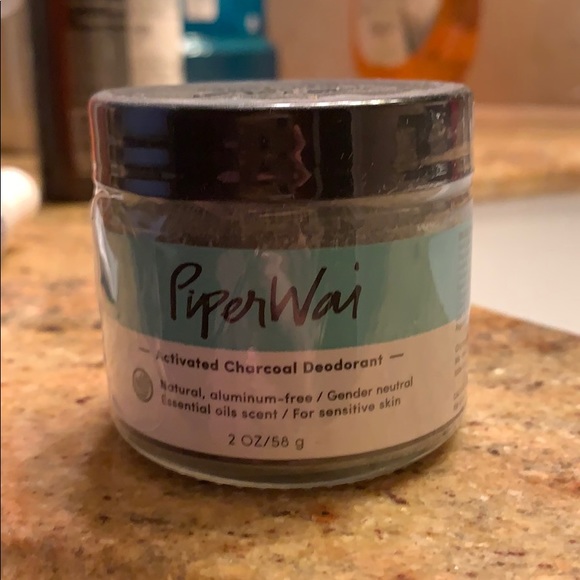 PiperWai
— Activated Charcoal Deodorant —
Natural, aluminum-free / Gender neutral
Essential oils scent / For sensitive skin
2 OZ/58 g